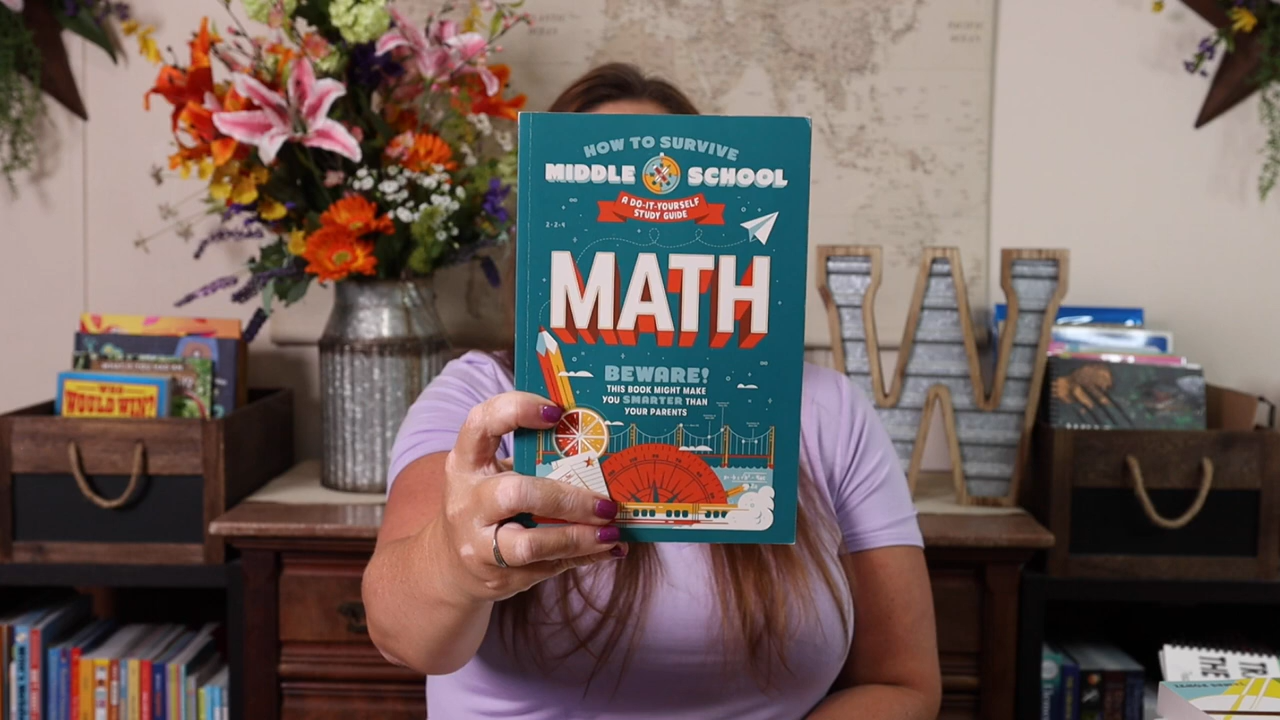 HOW TO SURVIVE
MIDDLE SCHOOL
A DO-IT-YOURSELF
STUDY GUIDE
MATH
BEWARE!
THIS BOOK MIGHT MAKE
YOU SMARTER THAN
YOUR PARENTS
WHO
WOULD WIN?
W